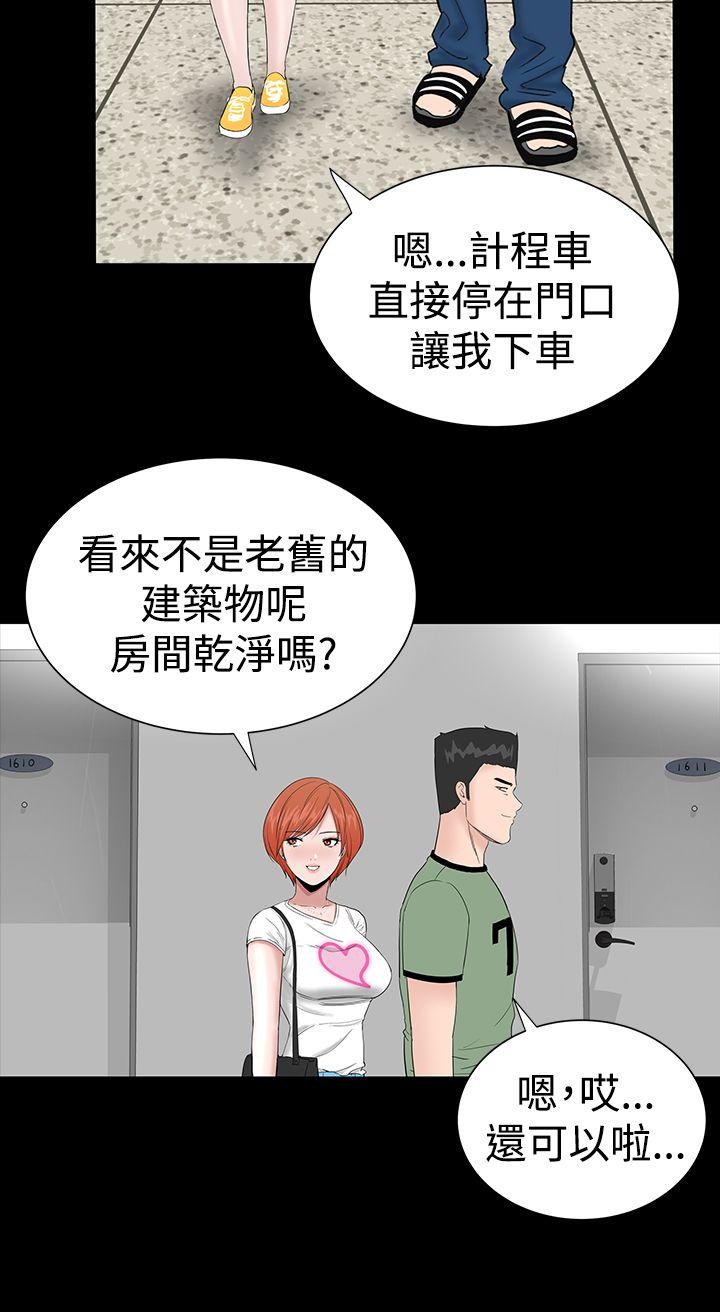 嗯...計程車
直接停在門口
讓我下車
看來不是老舊的
建築物呢
房間乾淨嗎?
1610
1611
7
嗯,哎...
還可以啦...